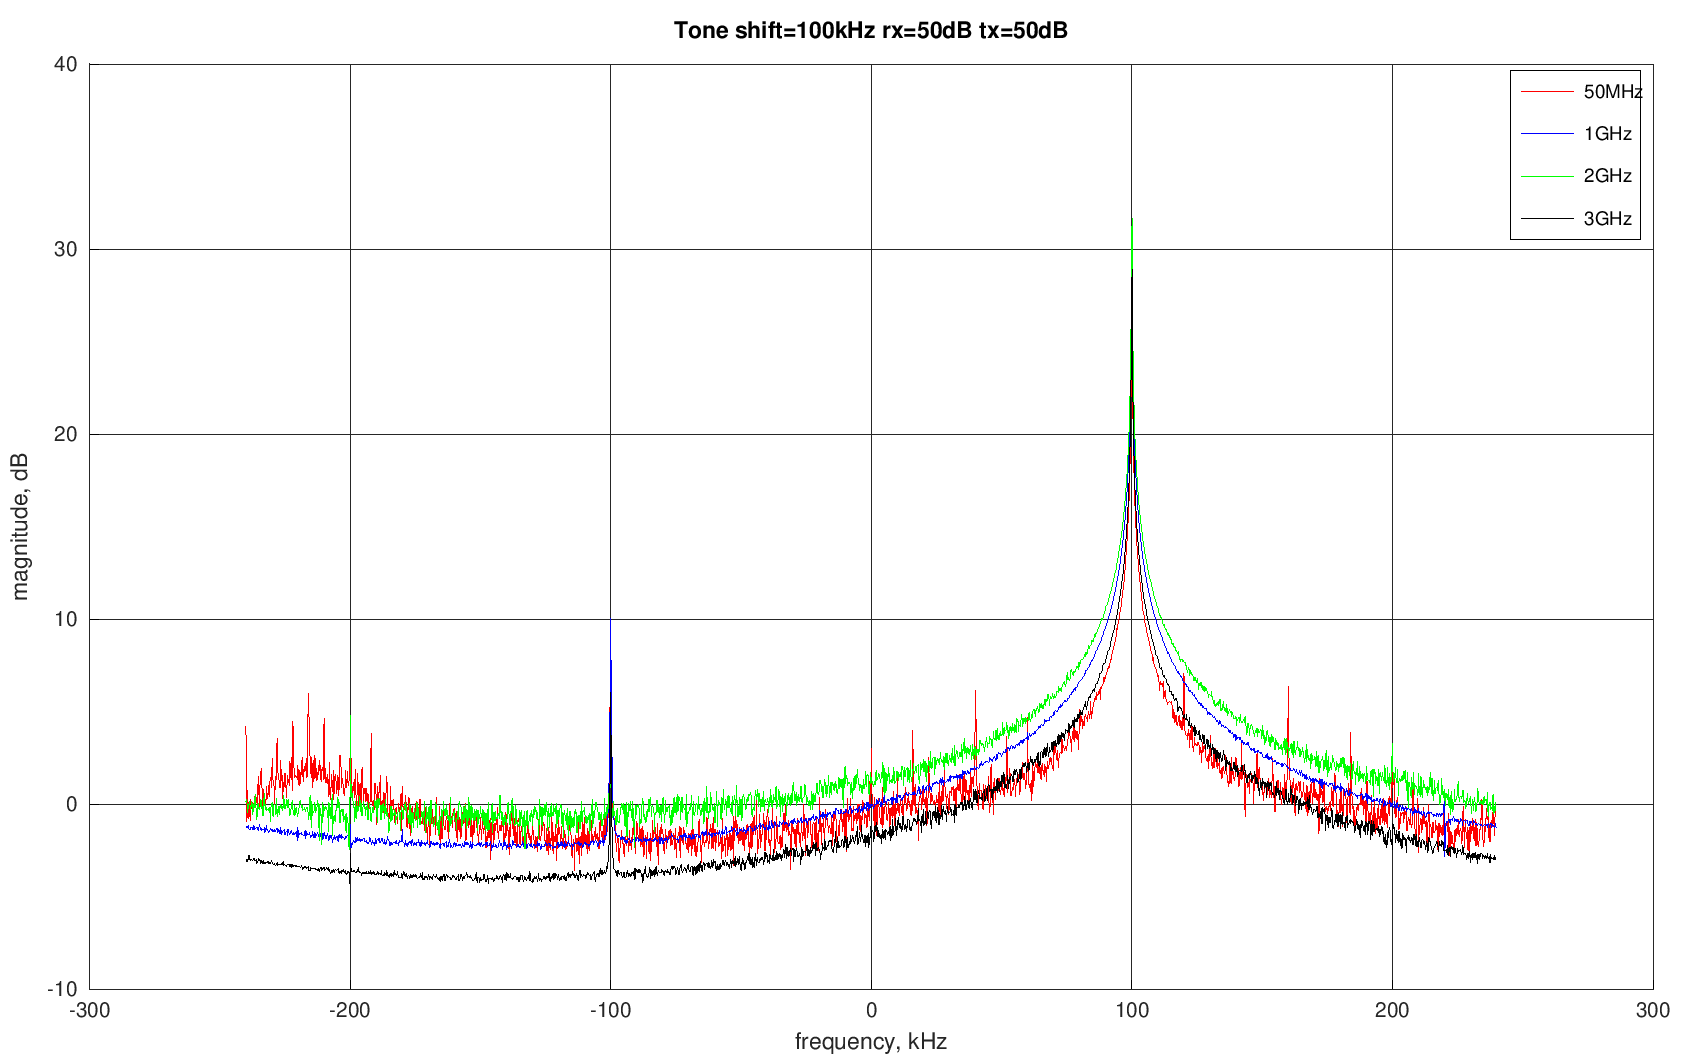 Tone shift=100kHz rx=50dB tx=50dB
40
30
20
10
0
-10
magnitude, dB
50MHz
1GHz
2GHz
3GHz
-300
-200
-100
0
100
200
300
frequency, kHz